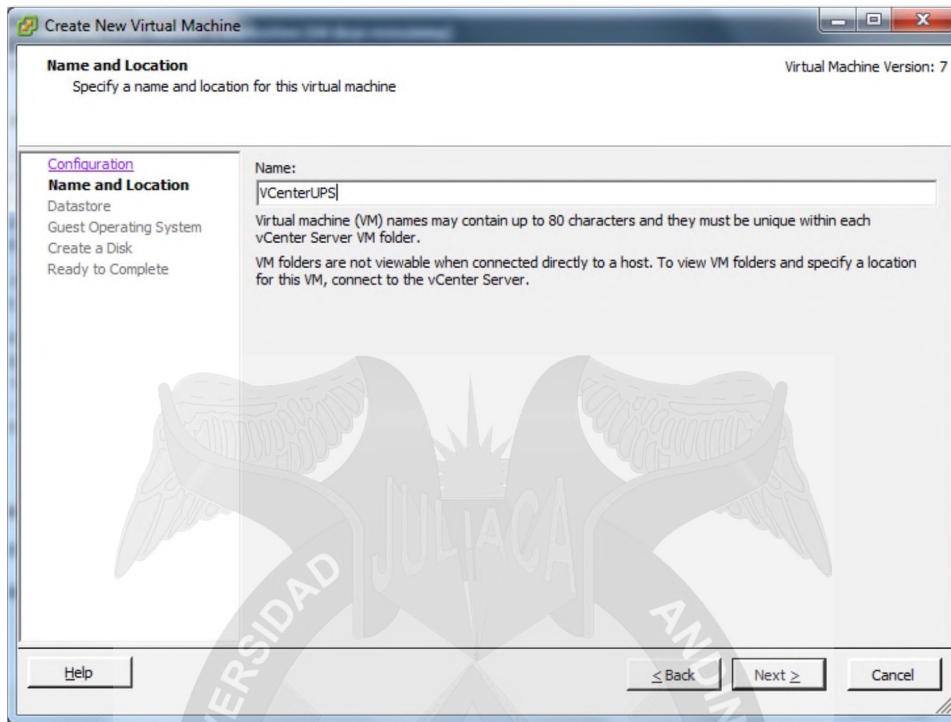 Create New Virtual Machine
Name and Location
Specify a name and location for this virtual machine
Virtual Machine Version: 7
Configuration
Name and Location
Datastore
Guest Operating System
Create a Disk
Ready to Complete
Name:
VCenterUPS
Virtual machine (VM) names may contain up to 80 characters and they must be unique within each
vCenter Server VM folder.
VM folders are not viewable when connected directly to a host. To view VM folders and specify a location
for this VM, connect to the vCenter Server.
JULIACA
ERSIDAD
ANDIN
Help
< Back
Next >
Cancel